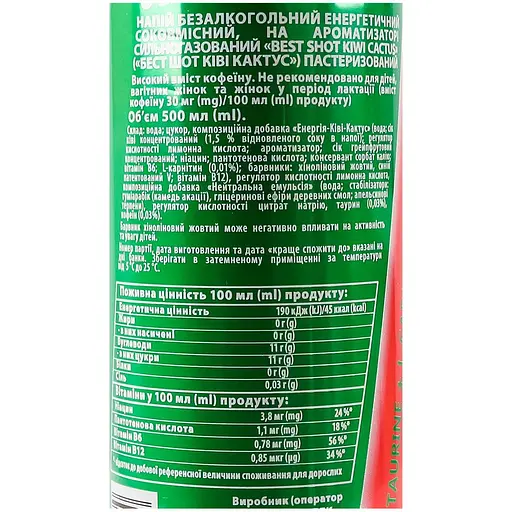 НАПІЙ БЕЗАЛКОГОЛЬНИЙ ЕНЕРГЕТИЧНИЙ
СОКОВМІСНИЙ, НА АРОМАТИЗАТОРІ
СИЛЬНОГАЗОВАНИЙ «BEST SHOT KIWI CACTUS»
(«БЕСТ ШОТ КІВІ КАКТУС») ПАСТЕРИЗОВАНИЙ
Високий вміст кофеїну. Не рекомендовано для дітей,
вагітних жінок та жінок у період лактації (вміст
кофеїну 30 мг (mg)/100 мл (ml) продукту)
Об'єм 500 мл (ml).
Склад: вода; цукор, композиційна добавка «Енергія-Ківі-Кактус» (вода; сік
ківі концентрований (1,5 % відновленого соку в напої); регулятор
кислотності лимонна кислота; ароматизатор; сік грейпфрутовий
концентрований; ніацин; пантотенова кислота; консервант сорбат калію;
вітамін В6; L-карнітин (0,01%); барвники: хіноліновий жовтий, синій
патентований V; вітамін В12), регулятор кислотності лимонна кислота,
композиційна добавка «Нейтральна емульсія» (вода; стабілізатор:
гуміарабік (камедь акації), гліцеринові ефіри деревних смол; апельсинові
терпени), регулятор кислотності цитрат натрію, таурин (0,03%),
кофеїн (0,03%).
Барвник хіноліновий жовтий може негативно впливати на активність
та увагу дітей.
Номер партії, дата виготовлення та дата «краще спожити до» вказані на
дні банки. Зберігати в затемненому приміщенні за температури
від 5°С до 25°С.
Поживна цінність 100 мл (ml) продукту:
Енергетична цінність 190 кДж (kJ)/45 ккал (kcal)
Жири 0 г (g)
- з них насичені 0 г (g)
Вуглеводи 11 г (g)
- з них цукри 11 г (g)
Білки 0 г (g)
Сіль 0,03 г (g)
Вітаміни у 100 мл (ml) продукту:
Ніацин 3,8 мг (mg) 24 %*
Пантотенова кислота 1,1 мг (mg) 18 %*
Вітамін В6 0,78 мг (mg) 56 %*
Вітамін В12 0,85 мкг (µg) 34 %*
*- відсоток до добової референсної величини споживання для дорослих
Виробник (оператор
TAURINE